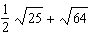 1/2 √25 + √64